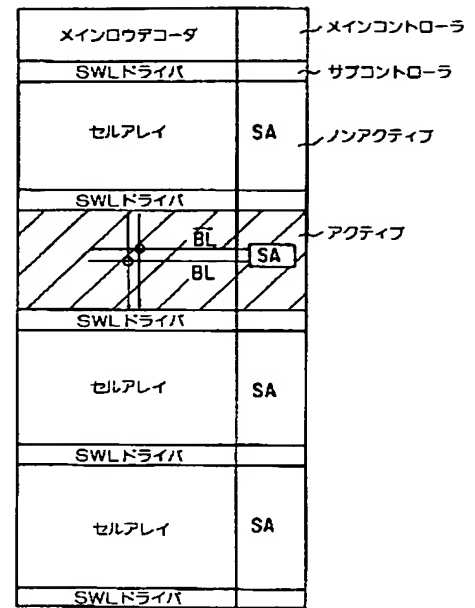 メインロウデコーダ
メインコントローラ
SWLドライバ
サブコントローラ
セルアレイ
SA
ノンアクティブ
SWLドライバ
アクティブ
B̅L̅
SA
BL
SWLドライバ
セルアレイ
SA
SWLドライバ
セルアレイ
SA
SWLドライバ